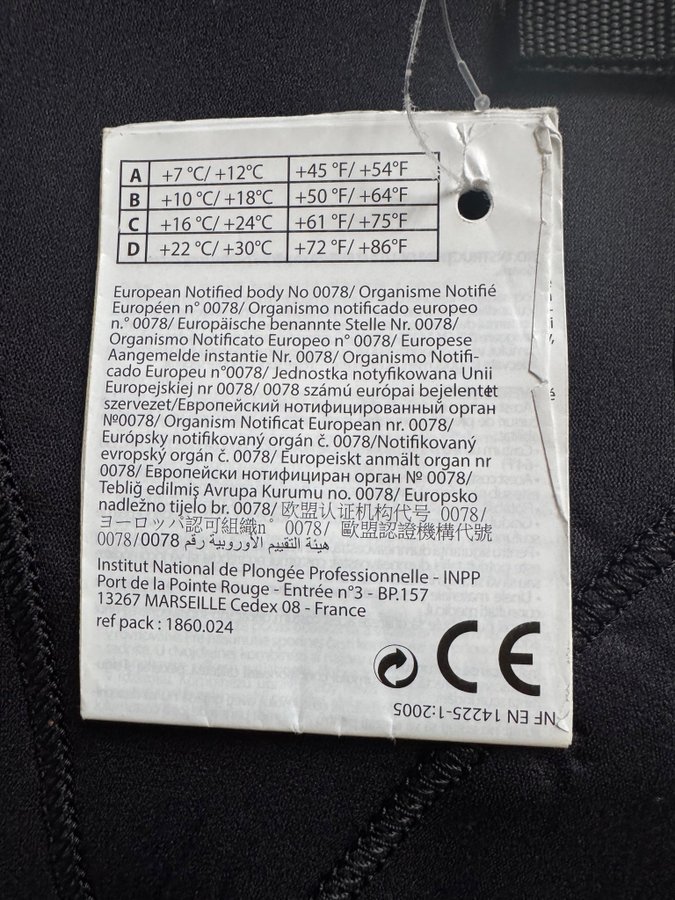 A +7 °C/ +12°C +45 °F/ +54°F
B +10 °C/ +18°C +50 °F/ +64°F
C +16 °C/ +24°C +61 °F/ +75°F
D +22 °C/ +30°C +72 °F/ +86°F
European Notified body No 0078/ Organisme Notifié
Européen n° 0078/ Organismo notificado europeo
n.° 0078/ Europäische benannte Stelle Nr. 0078/
Organismo Notificato Europeo n° 0078/ Europese
Aangemelde instantie Nr. 0078/ Organismo Notifi-
cado Europeu n°0078/ Jednostka notyfikowana Unii
Europejskiej nr 0078/ 0078 számú európai bejelentet
szervezet/Европейский нотифицированный орган
№0078/ Organism Notificat European nr. 0078/
Európsky notifikovaný orgán č. 0078/Notifikovaný
evropský orgán č. 0078/ Europeiskt anmält organ nr
0078/ Европейски нотифициран орган № 0078/
Tebliğ edilmiş Avrupa Kurumu no. 0078/ Europsko
nadležno tijelo br. 0078/ 欧盟认证机构代号 0078/
ヨーロッパ認可組織n° 0078/ 歐盟認證機構代號
0078/0078 هيئة التقييم الأوروبية رقم
Institut National de Plongée Professionnelle - INPP
Port de la Pointe Rouge - Entrée n°3 - BP.157
13267 MARSEILLE Cedex 08 - France
ref pack : 1860.024
CE
NF EN 14225-1:2005